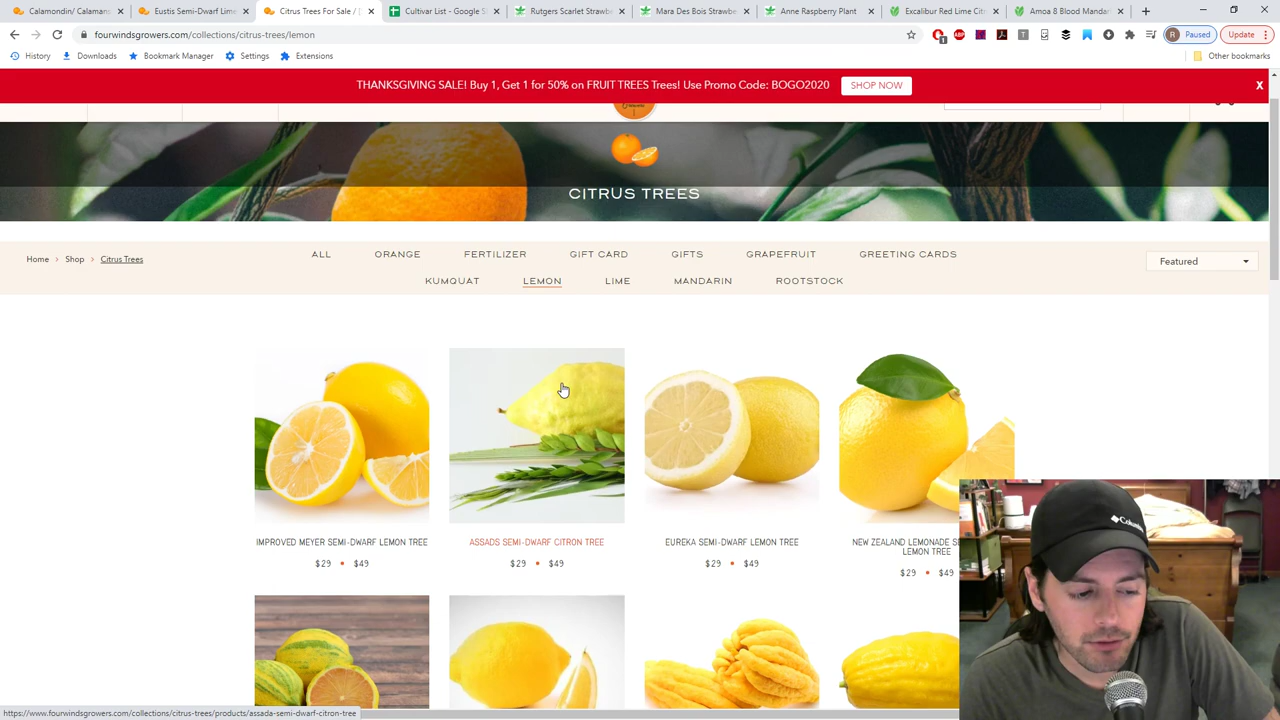 Calamondin/ Calaman
Eustis Semi-Dwarf Lime
Citrus Trees For Sale / [
Cultivar List - Google S
Rutgers Scarlet Strawb
Mara Des Bois Strawbe
Anne Raspberry Plant
Excalibur Red Lime Cit
Amoa 8 Blood Mandar
fourwindsgrowers.com/collections/citrus-trees/lemon
R Paused
Update
History Downloads Bookmark Manager Settings Extensions Other bookmarks
THANKSGIVING SALE! Buy 1, Get 1 for 50% on FRUIT TREES Trees! Use Promo Code: BOGO2020 SHOP NOW X
CITRUS TREES
Home > Shop > Citrus Trees
ALL ORANGE FERTILIZER GIFT CARD GIFTS GRAPEFRUIT GREETING CARDS
KUMQUAT LEMON LIME MANDARIN ROOTSTOCK
Featured
IMPROVED MEYER SEMI-DWARF LEMON TREE
$29 • $49
ASSADS SEMI-DWARF CITRON TREE
$29 • $49
EUREKA SEMI-DWARF LEMON TREE
$29 • $49
NEW ZEALAND LEMONADE
LEMON TREE
$29 • $49
Columbia
https://www.fourwindsgrowers.com/collections/citrus-trees/products/assada-semi-dwarf-citron-tree